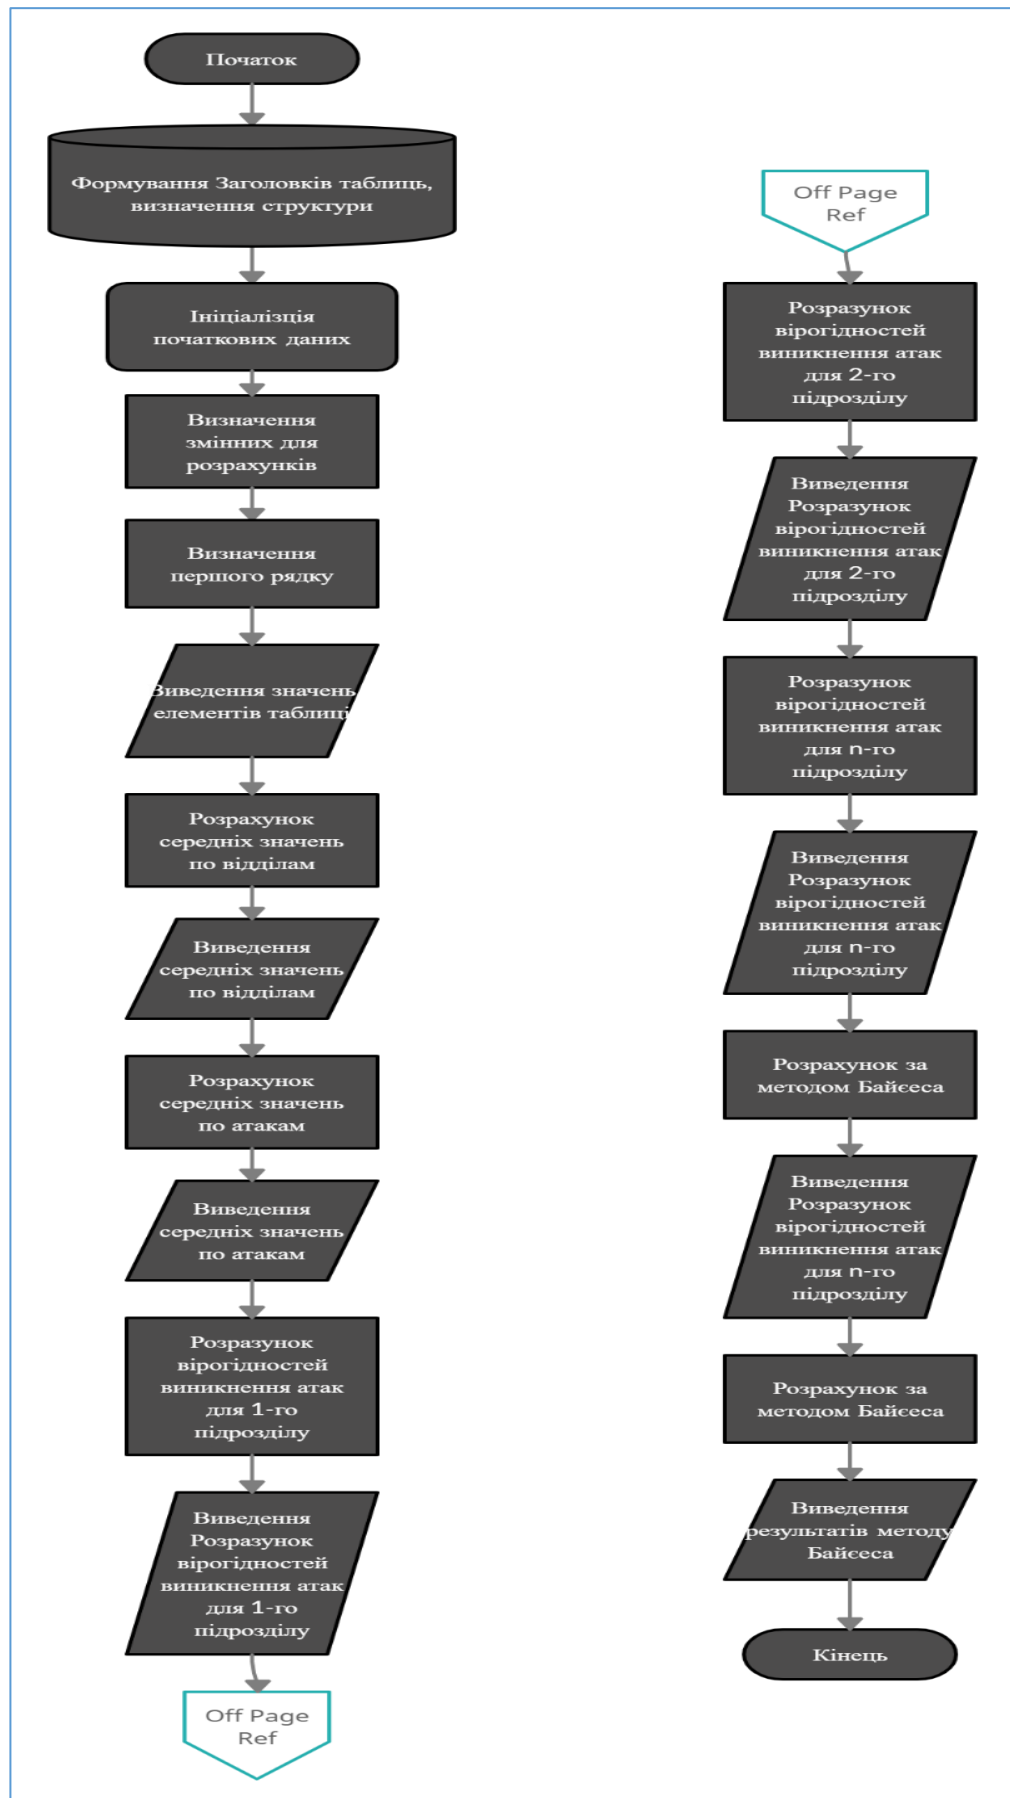 Початок
Формування Заголовків таблиць,
визначення структури
Ініціалізція
початкових даних
Визначення
змінних для
розрахунків
Визначення
першого рядку
Виведення значень
елементів таблиці
Розрахунок
середніх значень
по відділам
Виведення
середніх значень
по відділам
Розрахунок
середніх значень
по атакам
Виведення
середніх значень
по атакам
Розразунок
вірогідностей
виникнення атак
для 1-го
підрозділу
Виведення
Розразунок
вірогідностей
виникнення атак
для 1-го
підрозділу
Off Page
Ref
Off Page
Ref
Розразунок
вірогідностей
виникнення атак
для 2-го
підрозділу
Виведення
Розразунок
вірогідностей
виникнення атак
для 2-го
підрозділу
Розразунок
вірогідностей
виникнення атак
для n-го
підрозділу
Виведення
Розразунок
вірогідностей
виникнення атак
для n-го
підрозділу
Розрахунок за
методом Байєеса
Виведення
Розразунок
вірогідностей
виникнення атак
для n-го
підрозділу
Розрахунок за
методом Байєеса
Виведення
результатів методу
Байєеса
Кінець